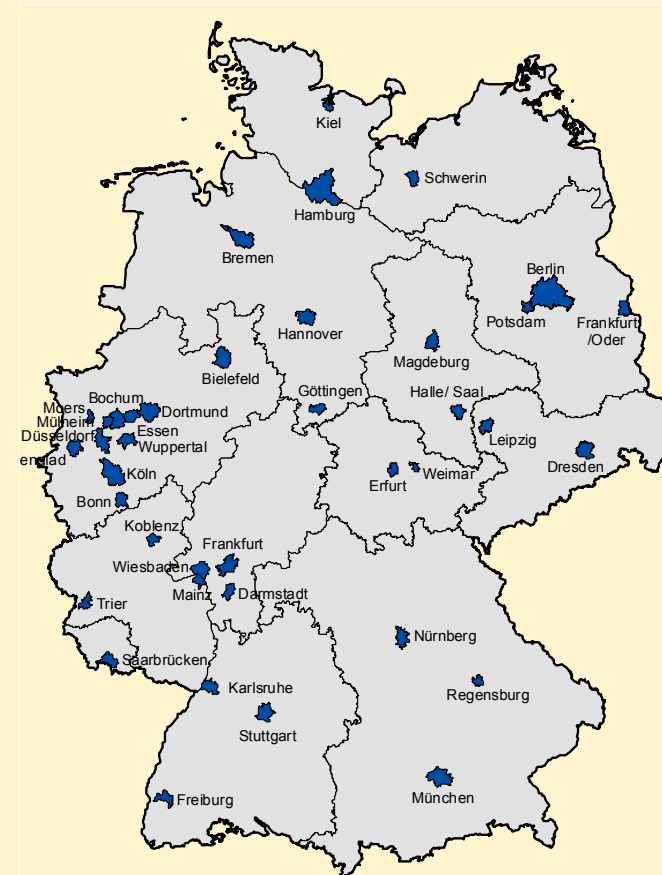 Kiel
Schwerin
Hamburg
Bremen
Berlin
Potsdam
Frankfurt
/Oder
Hannover
Magdeburg
Bielefeld
Göttingen
Halle/ Saal
Moers
Bochum
Dortmund
Mülheim
Essen
Leipzig
Düsseldorf
Wuppertal
englad
Dresden
Köln
Erfurt
Weimar
Bonn
Koblenz
Frankfurt
Wiesbaden
Mainz
Darmstadt
Trier
Nürnberg
Saarbrücken
Karlsruhe
Regensburg
Stuttgart
Freiburg
München